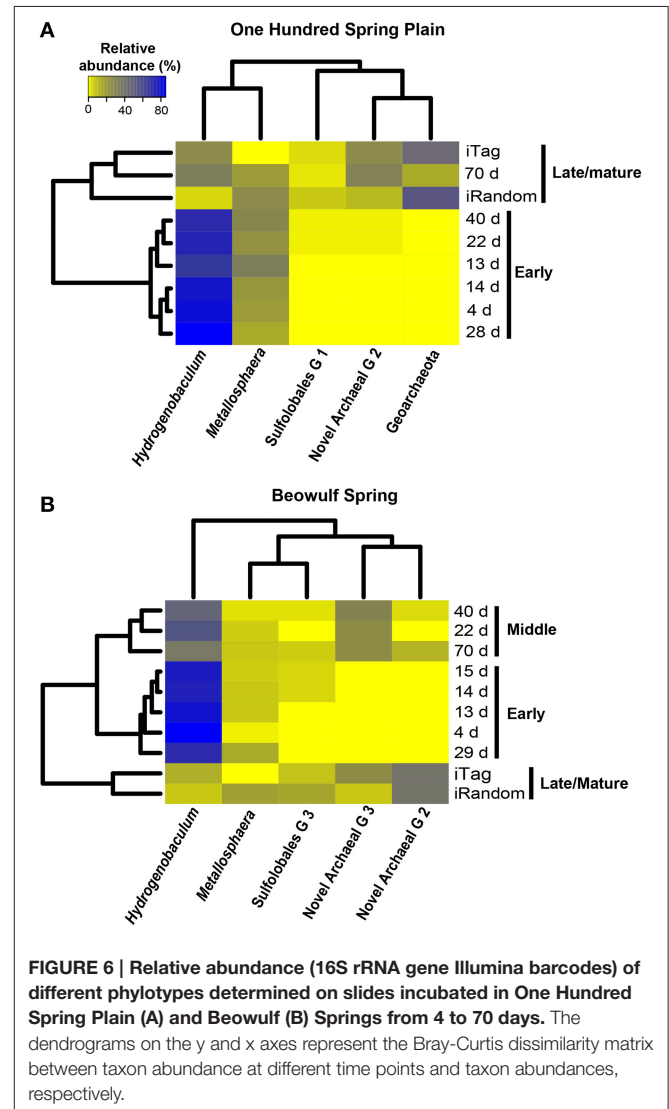 A
One Hundred Spring Plain
Relative
abundance (%)
0 40 80
iTag
70 d
iRandom
Late/mature
40 d
22 d
13 d
14 d
4 d
28 d
Early
Hydrogenobaculum
Metallosphaera
Sulfolobales G 1
Novel Archaeal G 2
Geoarchaeota
B
Beowulf Spring
40 d
22 d
70 d
Middle
15 d
14 d
13 d
4 d
29 d
Early
iTag
iRandom
Late/Mature
Hydrogenobaculum
Metallosphaera
Sulfolobales G 3
Novel Archaeal G 3
Novel Archaeal G 2
FIGURE 6 | Relative abundance (16S rRNA gene Illumina barcodes) of
different phylotypes determined on slides incubated in One Hundred
Spring Plain (A) and Beowulf (B) Springs from 4 to 70 days. The
dendrograms on the y and x axes represent the Bray-Curtis dissimilarity matrix
between taxon abundance at different time points and taxon abundances,
respectively.